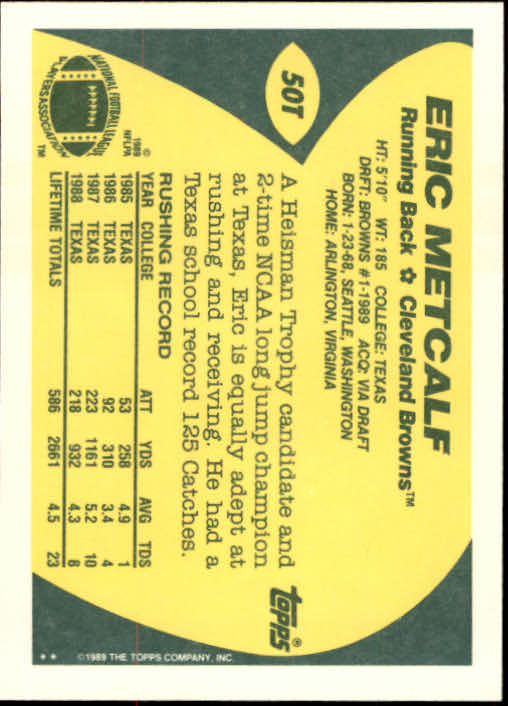 50T
ERIC METCALF
Running Back ✿ Cleveland Browns™
HT: 5'10" WT: 185 COLLEGE: TEXAS
DRFT: BROWNS #1-1989 ACQ: VIA DRAFT
BORN: 1-23-68, SEATTLE, WASHINGTON
HOME: ARLINGTON, VIRGINIA
A Heisman Trophy candidate and
2-time NCAA long jump champion
at Texas, Eric is equally adept at
rushing and receiving. He had a
Texas school record 125 Catches.
topps®
NATIONAL FOOTBALL LEAGUE
PLAYERS ASSOCIATION
™
© 1989
NFLPA
RUSHING RECORD
YEAR COLLEGE ATT YDS AVG TDS
1985 TEXAS 53 258 4.9 1
1986 TEXAS 92 310 3.4 4
1987 TEXAS 223 1161 5.2 10
1988 TEXAS 218 932 4.3 8
LIFETIME TOTALS 586 2661 4.5 23
** ©1989 THE TOPPS COMPANY, INC.